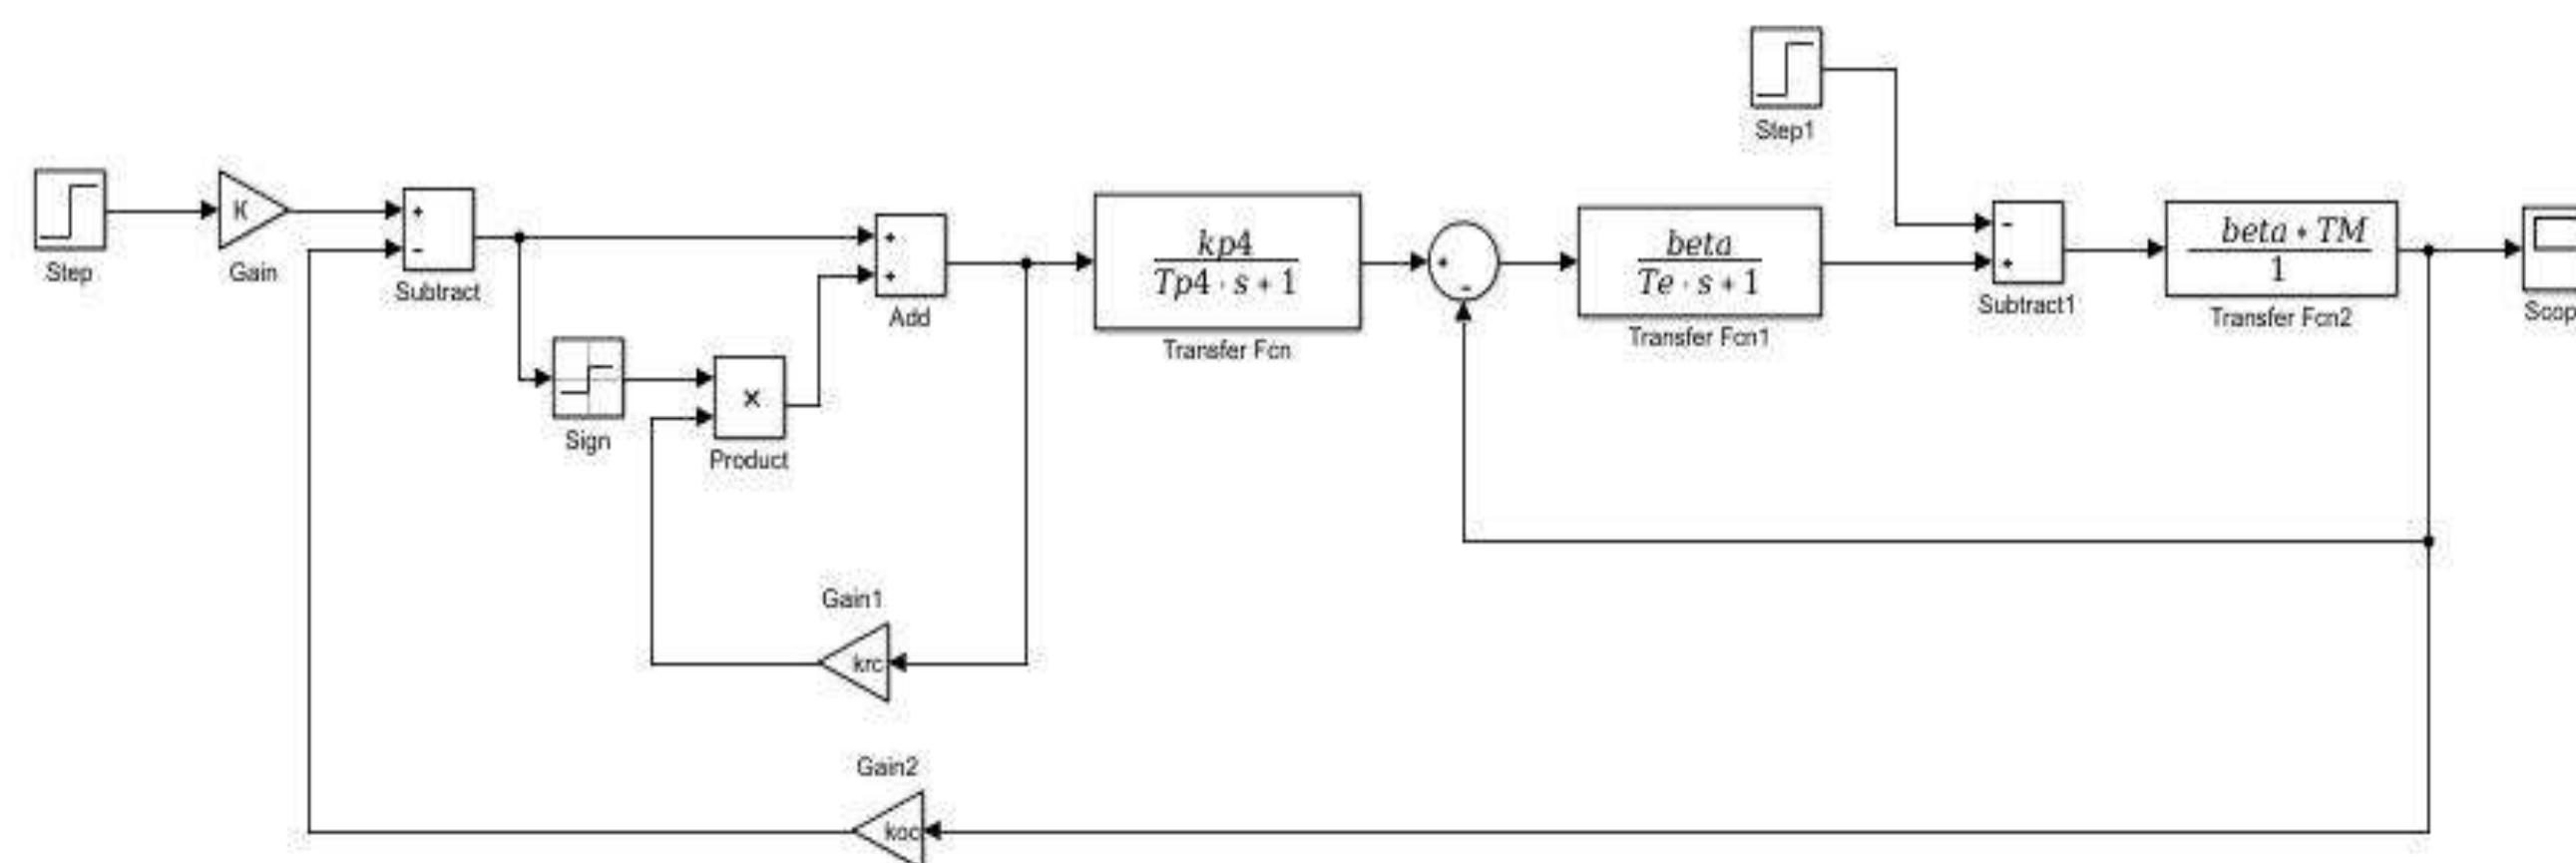 Step1
K
+
-
Step
Gain
Subtract
+
+
Add
kp4
Tp4 · s + 1
Transfer Fcn
+
-
beta
Te · s + 1
Transfer Fcn1
-
+
Subtract1
beta * TM
1
Transfer Fcn2
Scop
Sign
×
Product
Gain1
krc
Gain2
koc